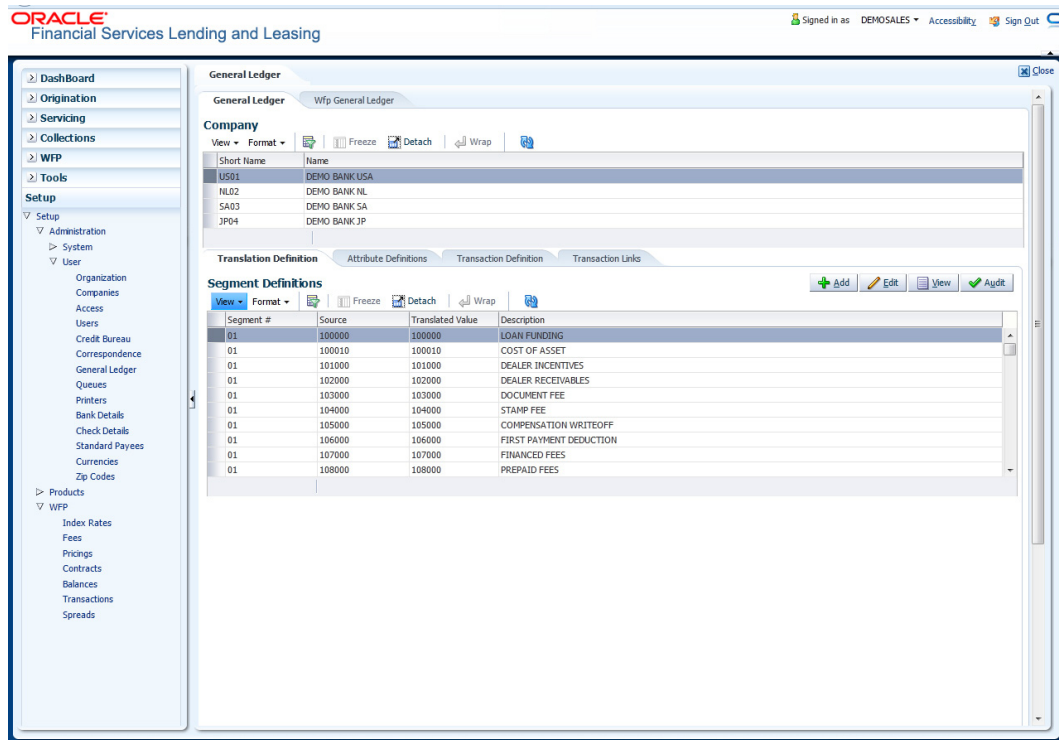 ORACLE®
Financial Services Lending and Leasing
Signed in as DEMOSALES Accessibility Sign Out
DashBoard
Origination
Servicing
Collections
WFP
Tools
Setup
Setup
Administration
System
User
Organization
Companies
Access
Users
Credit Bureau
Correspondence
General Ledger
Queues
Printers
Bank Details
Check Details
Standard Payees
Currencies
Zip Codes
Products
WFP
Index Rates
Fees
Pricings
Contracts
Balances
Transactions
Spreads
General Ledger
Close
General Ledger Wfp General Ledger
Company
View Format Freeze Detach Wrap
Short Name Name
US01 DEMO BANK USA
NL02 DEMO BANK NL
SA03 DEMO BANK SA
JP04 DEMO BANK JP
Translation Definition Attribute Definitions Transaction Definition Transaction Links
Segment Definitions
Add Edit View Audit
View Format Freeze Detach Wrap
Segment # Source Translated Value Description
01 100000 100000 LOAN FUNDING
01 100010 100010 COST OF ASSET
01 101000 101000 DEALER INCENTIVES
01 102000 102000 DEALER RECEIVABLES
01 103000 103000 DOCUMENT FEE
01 104000 104000 STAMP FEE
01 105000 105000 COMPENSATION WRITEOFF
01 106000 106000 FIRST PAYMENT DEDUCTION
01 107000 107000 FINANCED FEES
01 108000 108000 PREPAID FEES